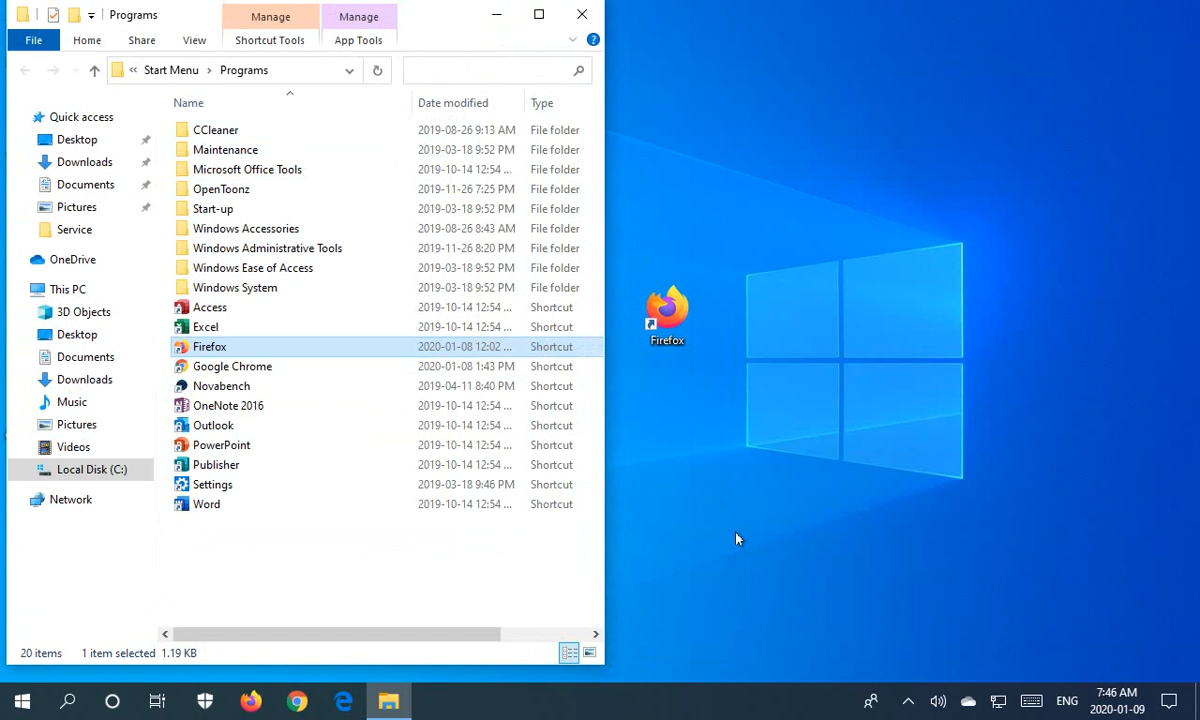 Programs
Manage
Manage
File
Home
Share
View
Shortcut Tools
App Tools
Start Menu
Programs
Name
Date modified
Type
Quick access
Desktop
Downloads
Documents
Pictures
Service
OneDrive
This PC
3D Objects
Desktop
Documents
Downloads
Music
Pictures
Videos
Local Disk (C:)
Network
CCleaner 2019-08-26 9:13 AM File folder
Maintenance 2019-03-18 9:52 PM File folder
Microsoft Office Tools 2019-10-14 12:54 ... File folder
OpenToonz 2019-11-26 7:25 PM File folder
Start-up 2019-03-18 9:52 PM File folder
Windows Accessories 2019-08-26 8:43 AM File folder
Windows Administrative Tools 2019-11-26 8:20 PM File folder
Windows Ease of Access 2019-03-18 9:52 PM File folder
Windows System 2019-03-18 9:52 PM File folder
Access 2019-10-14 12:54 ... Shortcut
Excel 2019-10-14 12:54 ... Shortcut
Firefox 2020-01-08 12:02 ... Shortcut
Google Chrome 2020-01-08 1:43 PM Shortcut
Novabench 2019-04-11 8:40 PM Shortcut
OneNote 2016 2019-10-14 12:54 ... Shortcut
Outlook 2019-10-14 12:54 ... Shortcut
PowerPoint 2019-10-14 12:54 ... Shortcut
Publisher 2019-10-14 12:54 ... Shortcut
Settings 2019-03-18 9:46 PM Shortcut
Word 2019-10-14 12:54 ... Shortcut
20 items 1 item selected 1.19 KB
Firefox
ENG
7:46 AM
2020-01-09